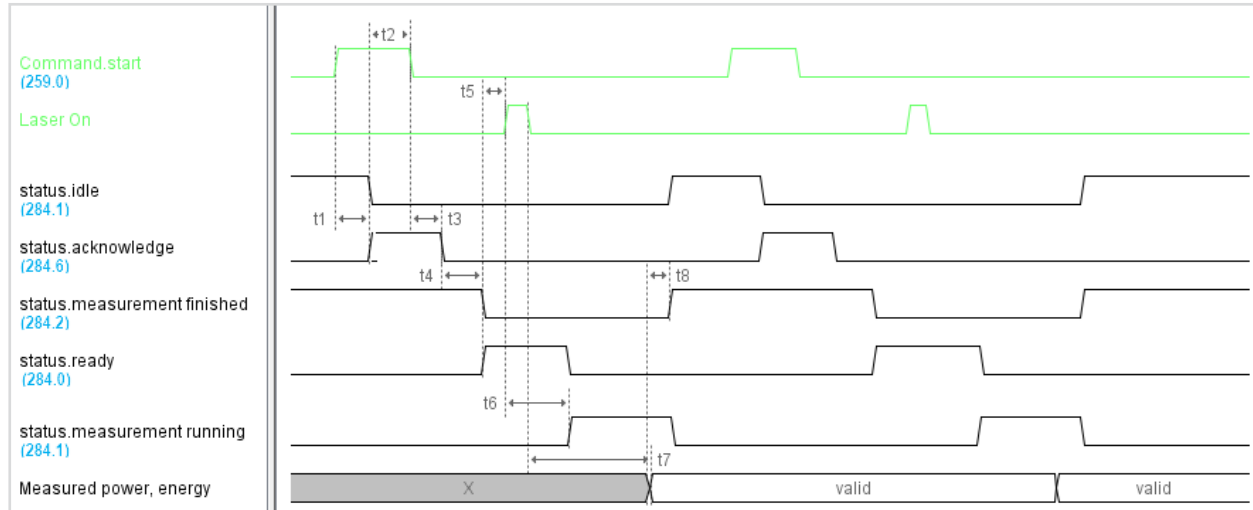 t2
Command.start
(259.0)
t5
Laser On
status.idle
(284.1)
t1
t3
status.acknowledge
(284.6)
t4
t8
status.measurement finished
(284.2)
status.ready
(284.0)
t6
status.measurement running
(284.1)
t7
Measured power, energy
X
valid
valid